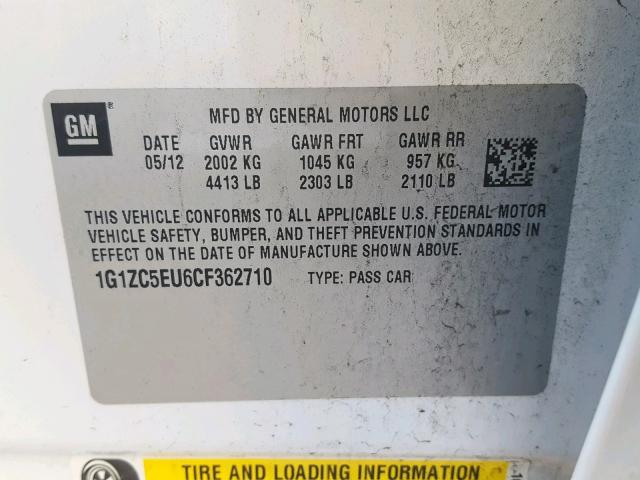 GM®
MFD BY GENERAL MOTORS LLC
DATE GVWR GAWR FRT GAWR RR
05/12 2002 KG 1045 KG 957 KG
4413 LB 2303 LB 2110 LB
THIS VEHICLE CONFORMS TO ALL APPLICABLE U.S. FEDERAL MOTOR
VEHICLE SAFETY, BUMPER, AND THEFT PREVENTION STANDARDS IN
EFFECT ON THE DATE OF MANUFACTURE SHOWN ABOVE.
1G1ZC5EU6CF362710 TYPE: PASS CAR
TIRE AND LOADING INFORMATION